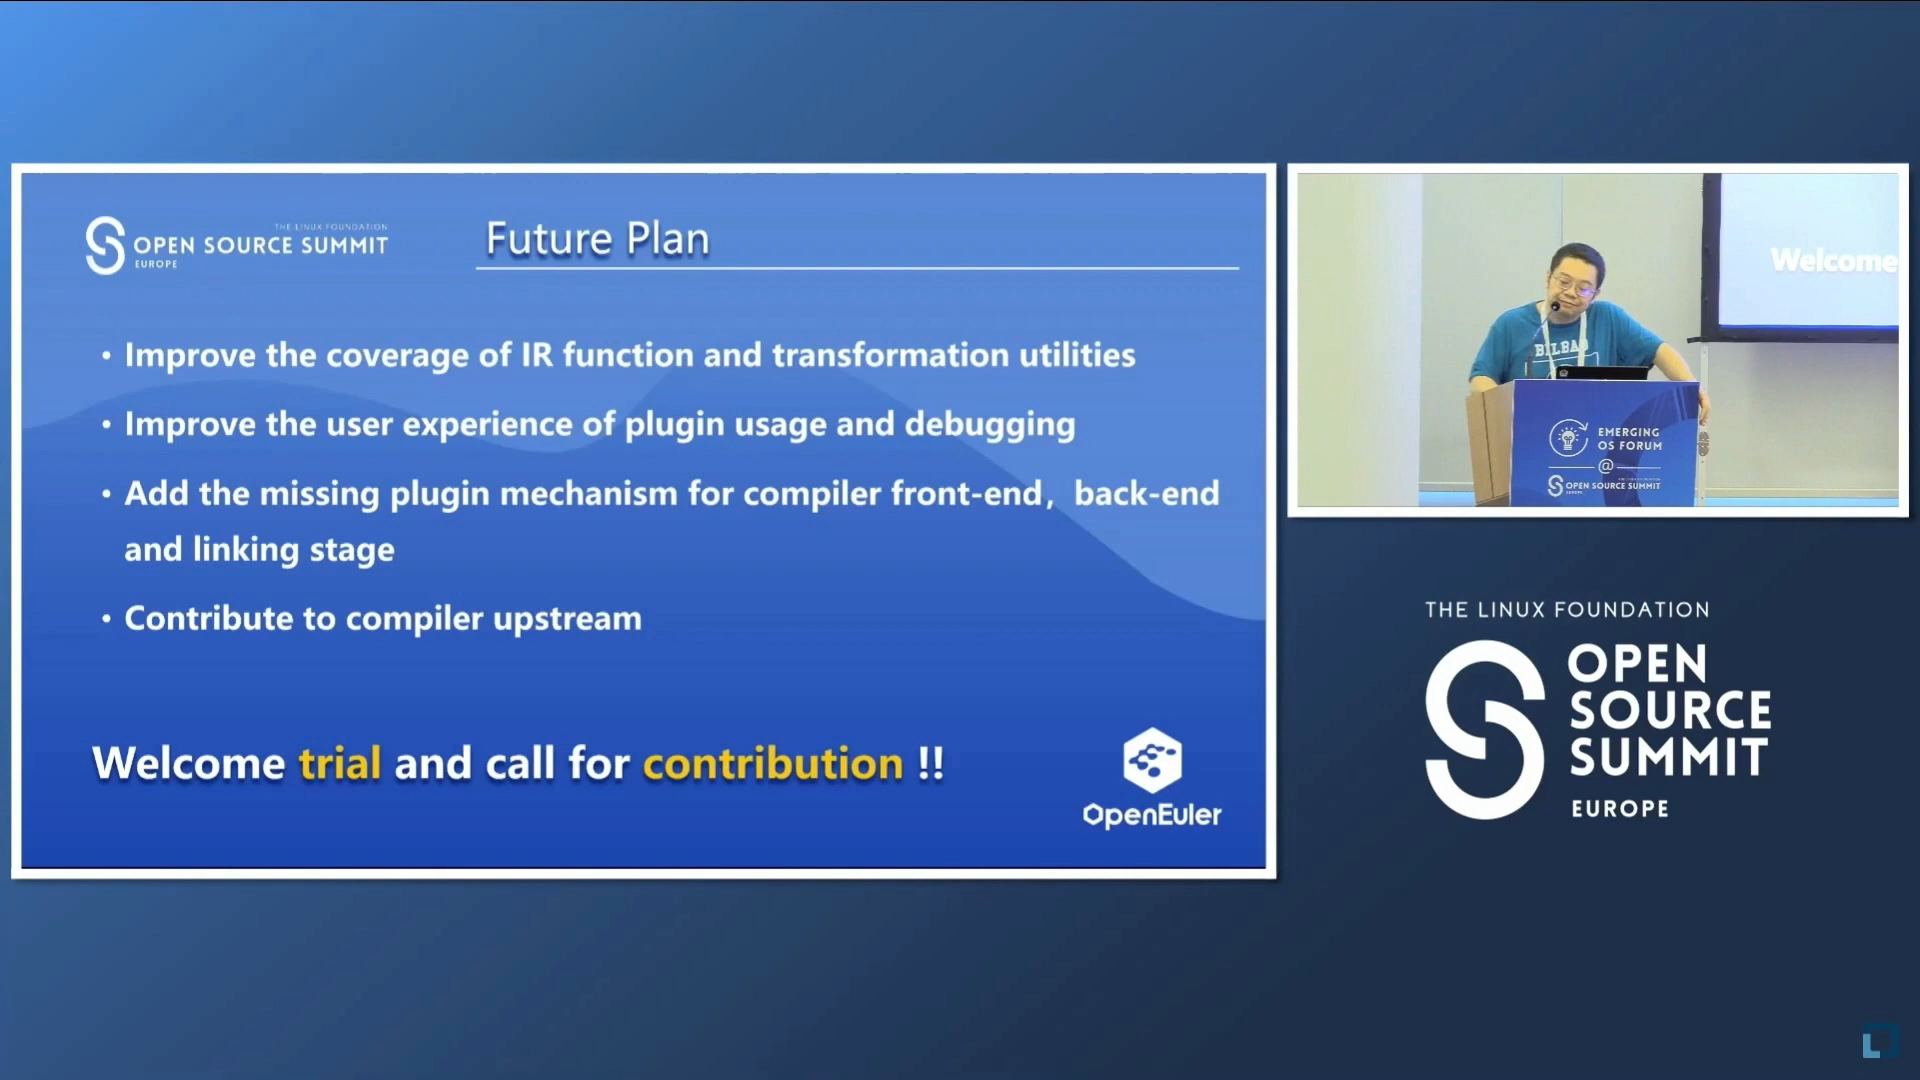 THE LINUX FOUNDATION
OPEN SOURCE SUMMIT
EUROPE
Future Plan
• Improve the coverage of IR function and transformation utilities
• Improve the user experience of plugin usage and debugging
• Add the missing plugin mechanism for compiler front-end，back-end
and linking stage
• Contribute to compiler upstream
Welcome trial and call for contribution !!
OpenEuler
Welcome
BILBAO
EMERGING
OS FORUM
@
OPEN SOURCE SUMMIT
EUROPE
THE LINUX FOUNDATION
OPEN
SOURCE
SUMMIT
EUROPE